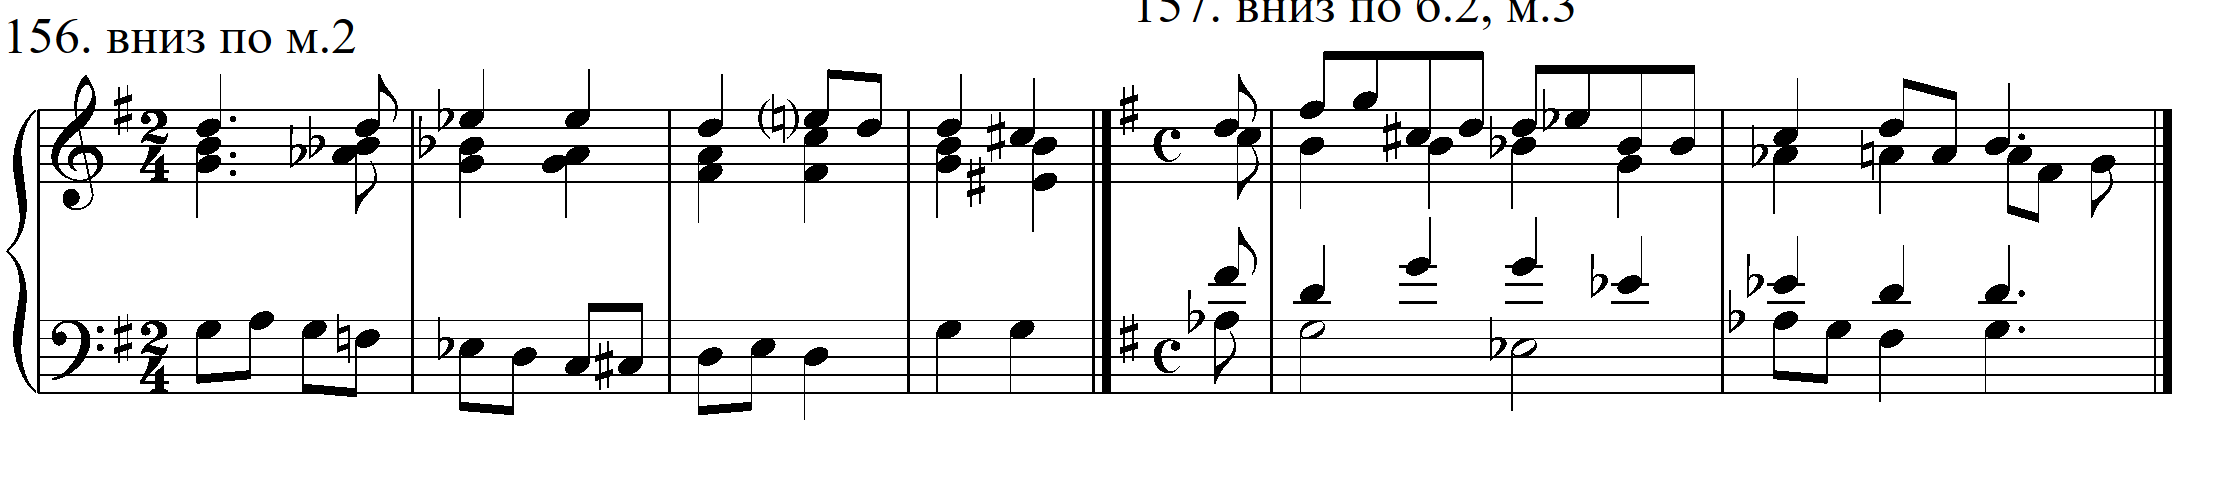 156. вниз по м.2
157. вниз по б.2, м.3